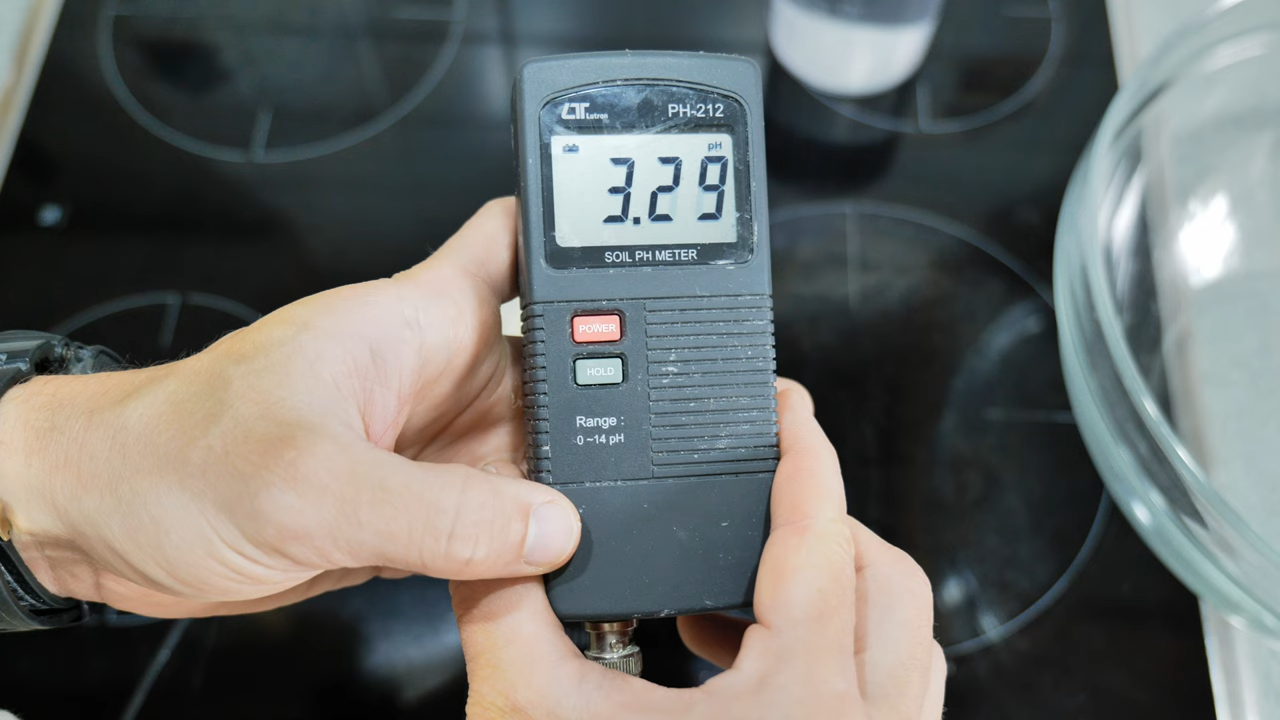 LT Lutron PH-212
pH
3.29
SOIL PH METER
POWER
HOLD
Range :
0 ~14 pH